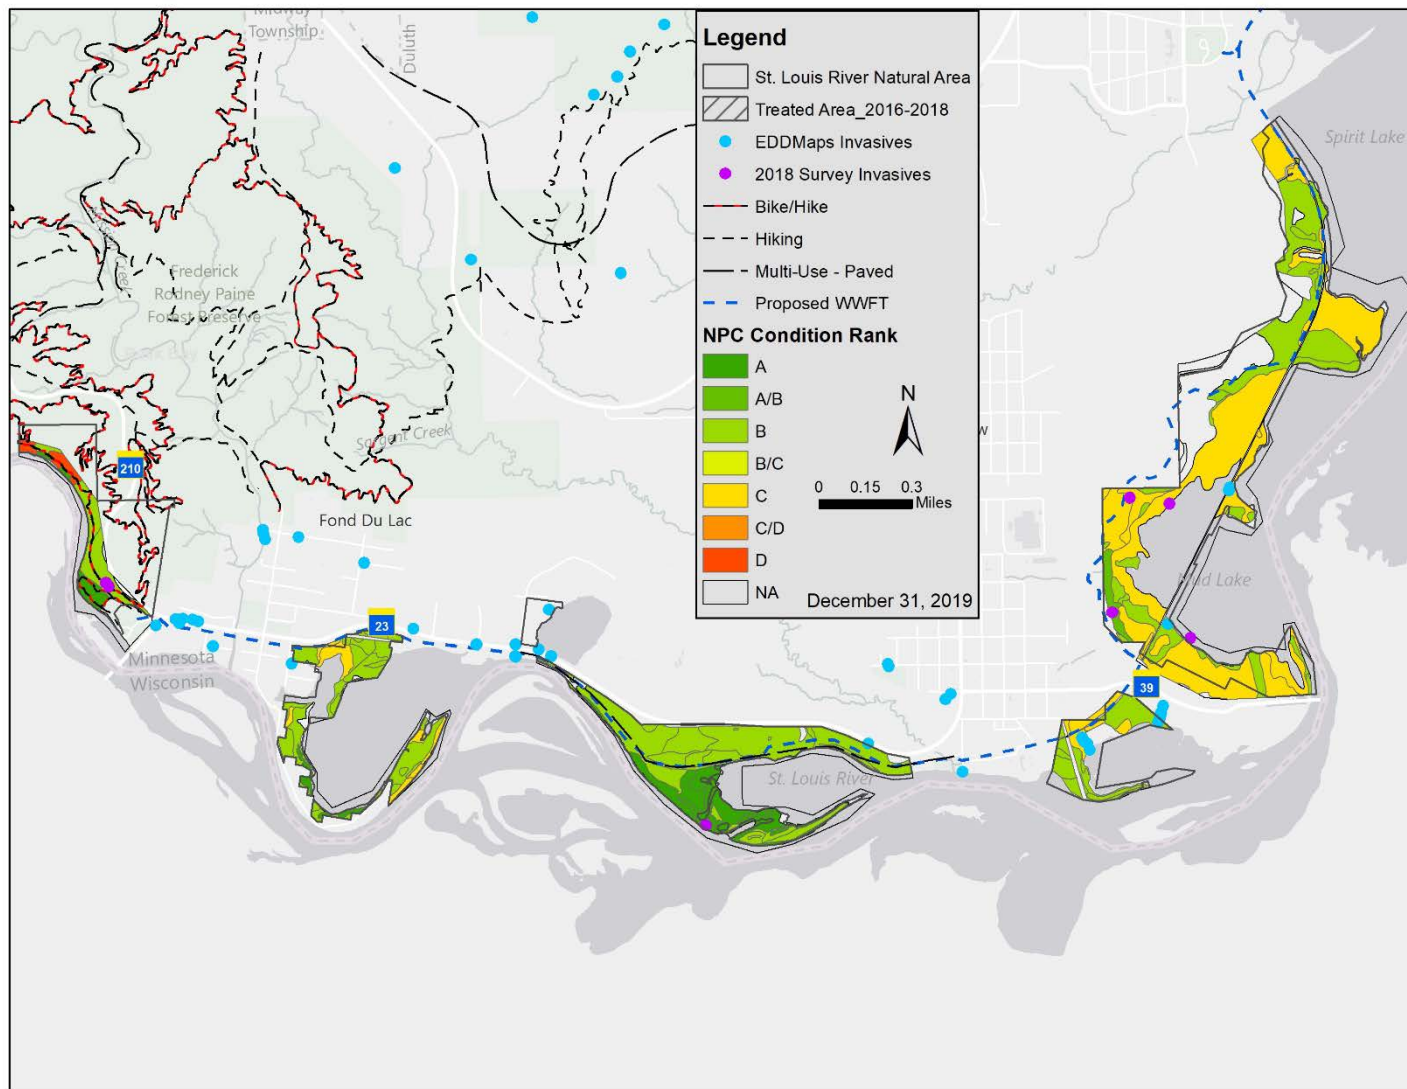 Midway
Township
Duluth
Legend
St. Louis River Natural Area
Treated Area_2016-2018
EDDMaps Invasives
2018 Survey Invasives
Bike/Hike
Hiking
Multi-Use - Paved
Proposed WWFT
NPC Condition Rank
A
A/B
B
B/C
C
C/D
D
NA
N
0 0.15 0.3
Miles
December 31, 2019
Spirit Lake
Creek
Frederick
Rodney Paine
Forest Preserve
Sargent Creek
210
Fond Du Lac
w
Mud Lake
23
Minnesota
Wisconsin
39
St. Louis River